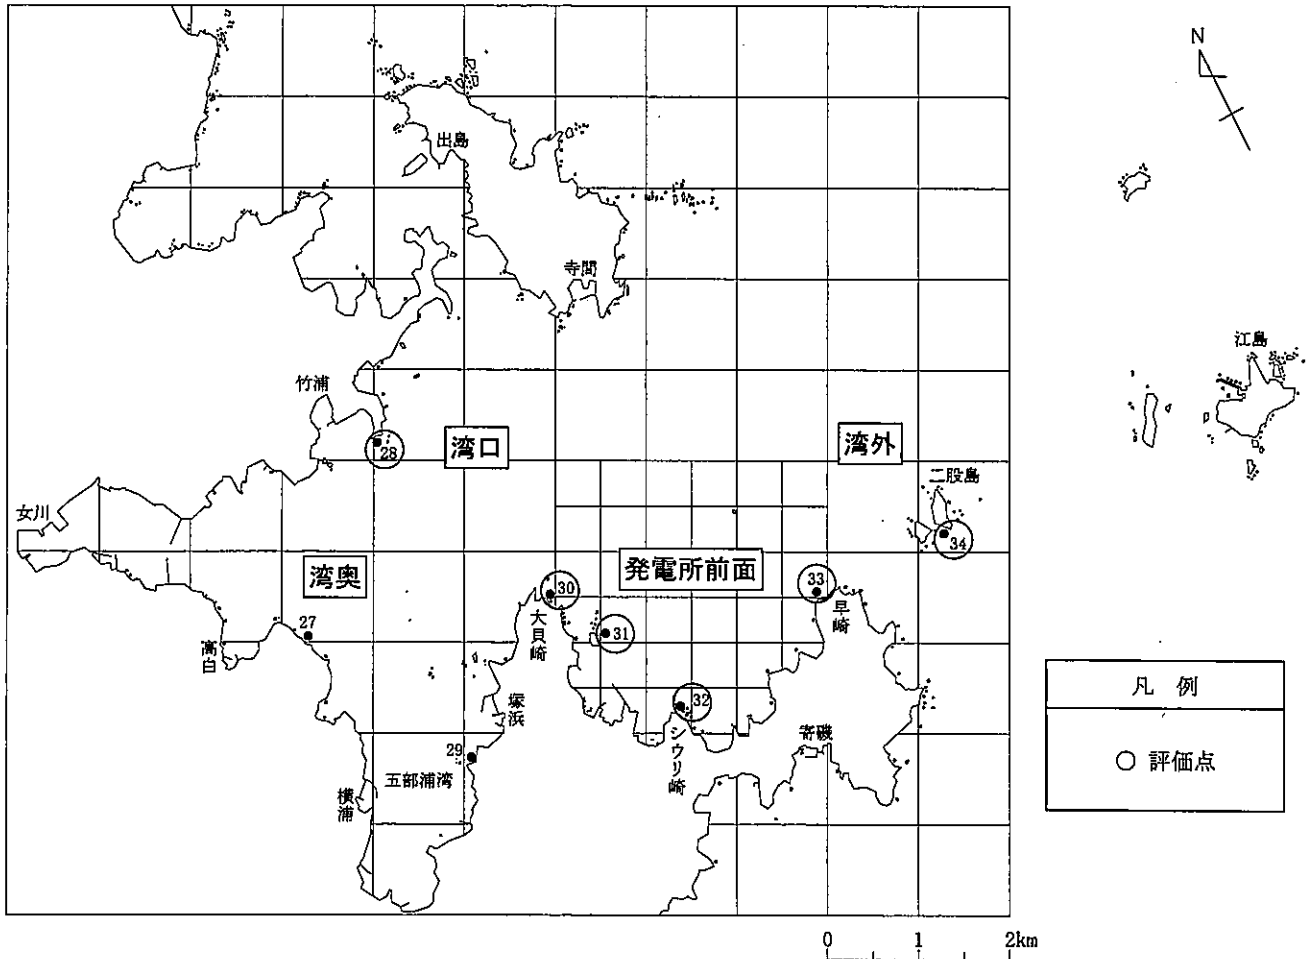 N
出島
寺間
江島
竹浦
湾口
湾外
28
二股島
女川
34
発電所前面
湾奥
33
30
早崎
27
大貝崎
31
高白
凡 例
32
塚浜
寄磯
29
シウリ崎
○ 評価点
五部浦湾
横浦
0 1 2km